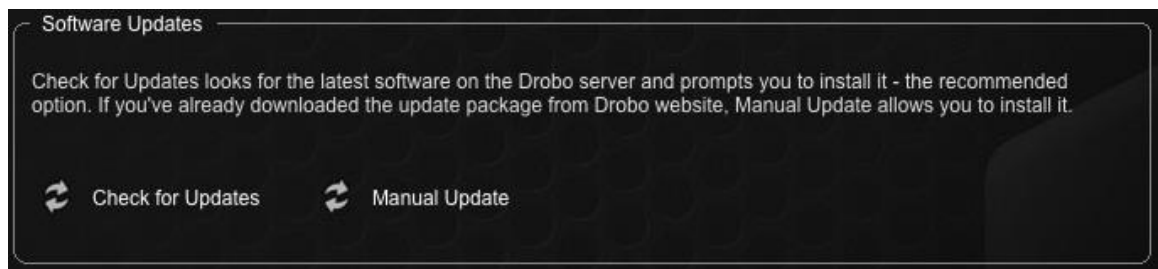 Software Updates
Check for Updates looks for the latest software on the Drobo server and prompts you to install it - the recommended
option. If you've already downloaded the update package from Drobo website, Manual Update allows you to install it.
Check for Updates Manual Update